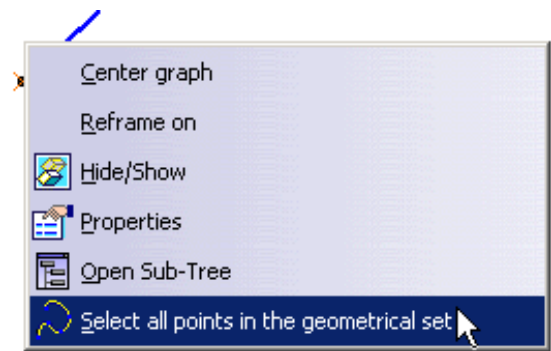 Center graph
Reframe on
Hide/Show
Properties
Open Sub-Tree
Select all points in the geometrical set